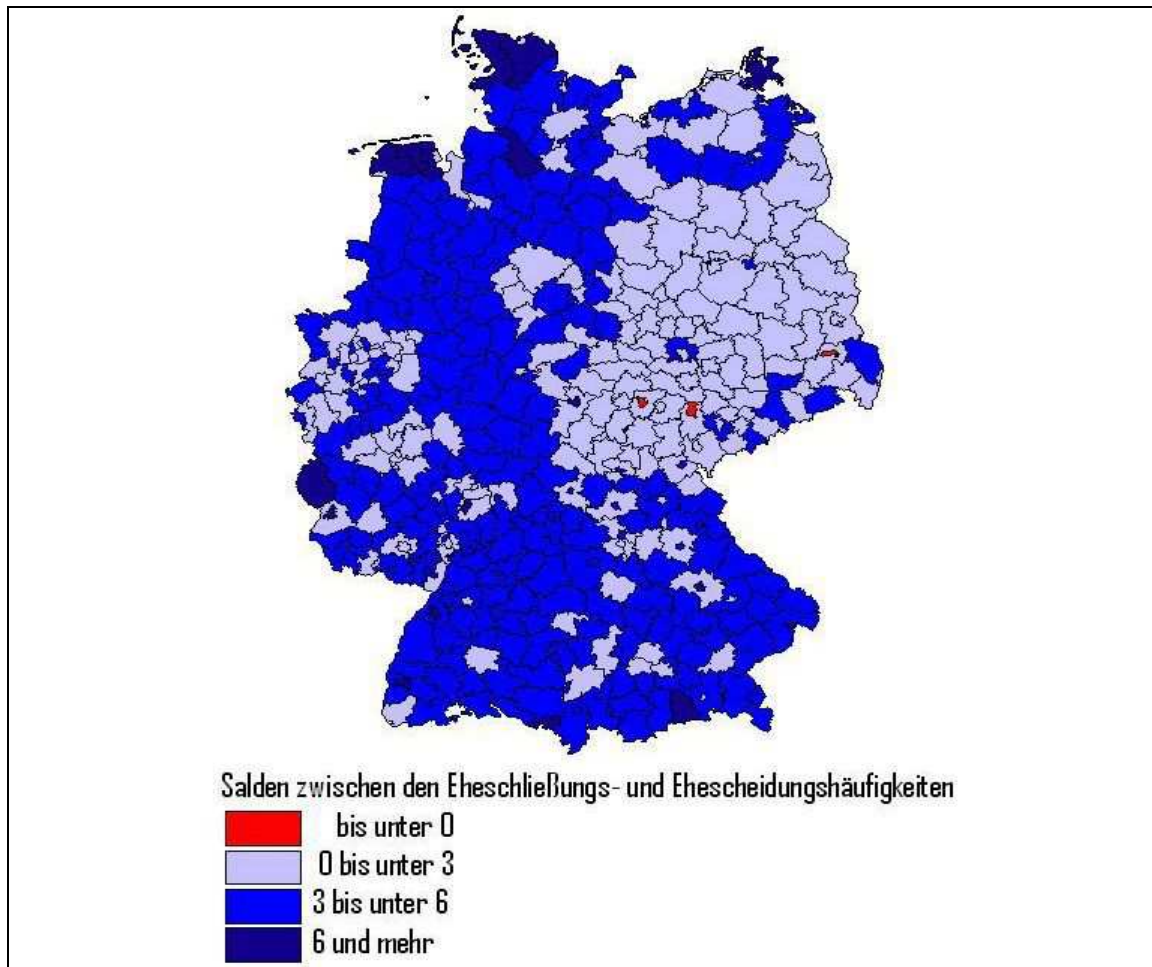 Salden zwischen den Eheschließungs- und Ehescheidungshäufigkeiten
bis unter 0
0 bis unter 3
3 bis unter 6
6 und mehr